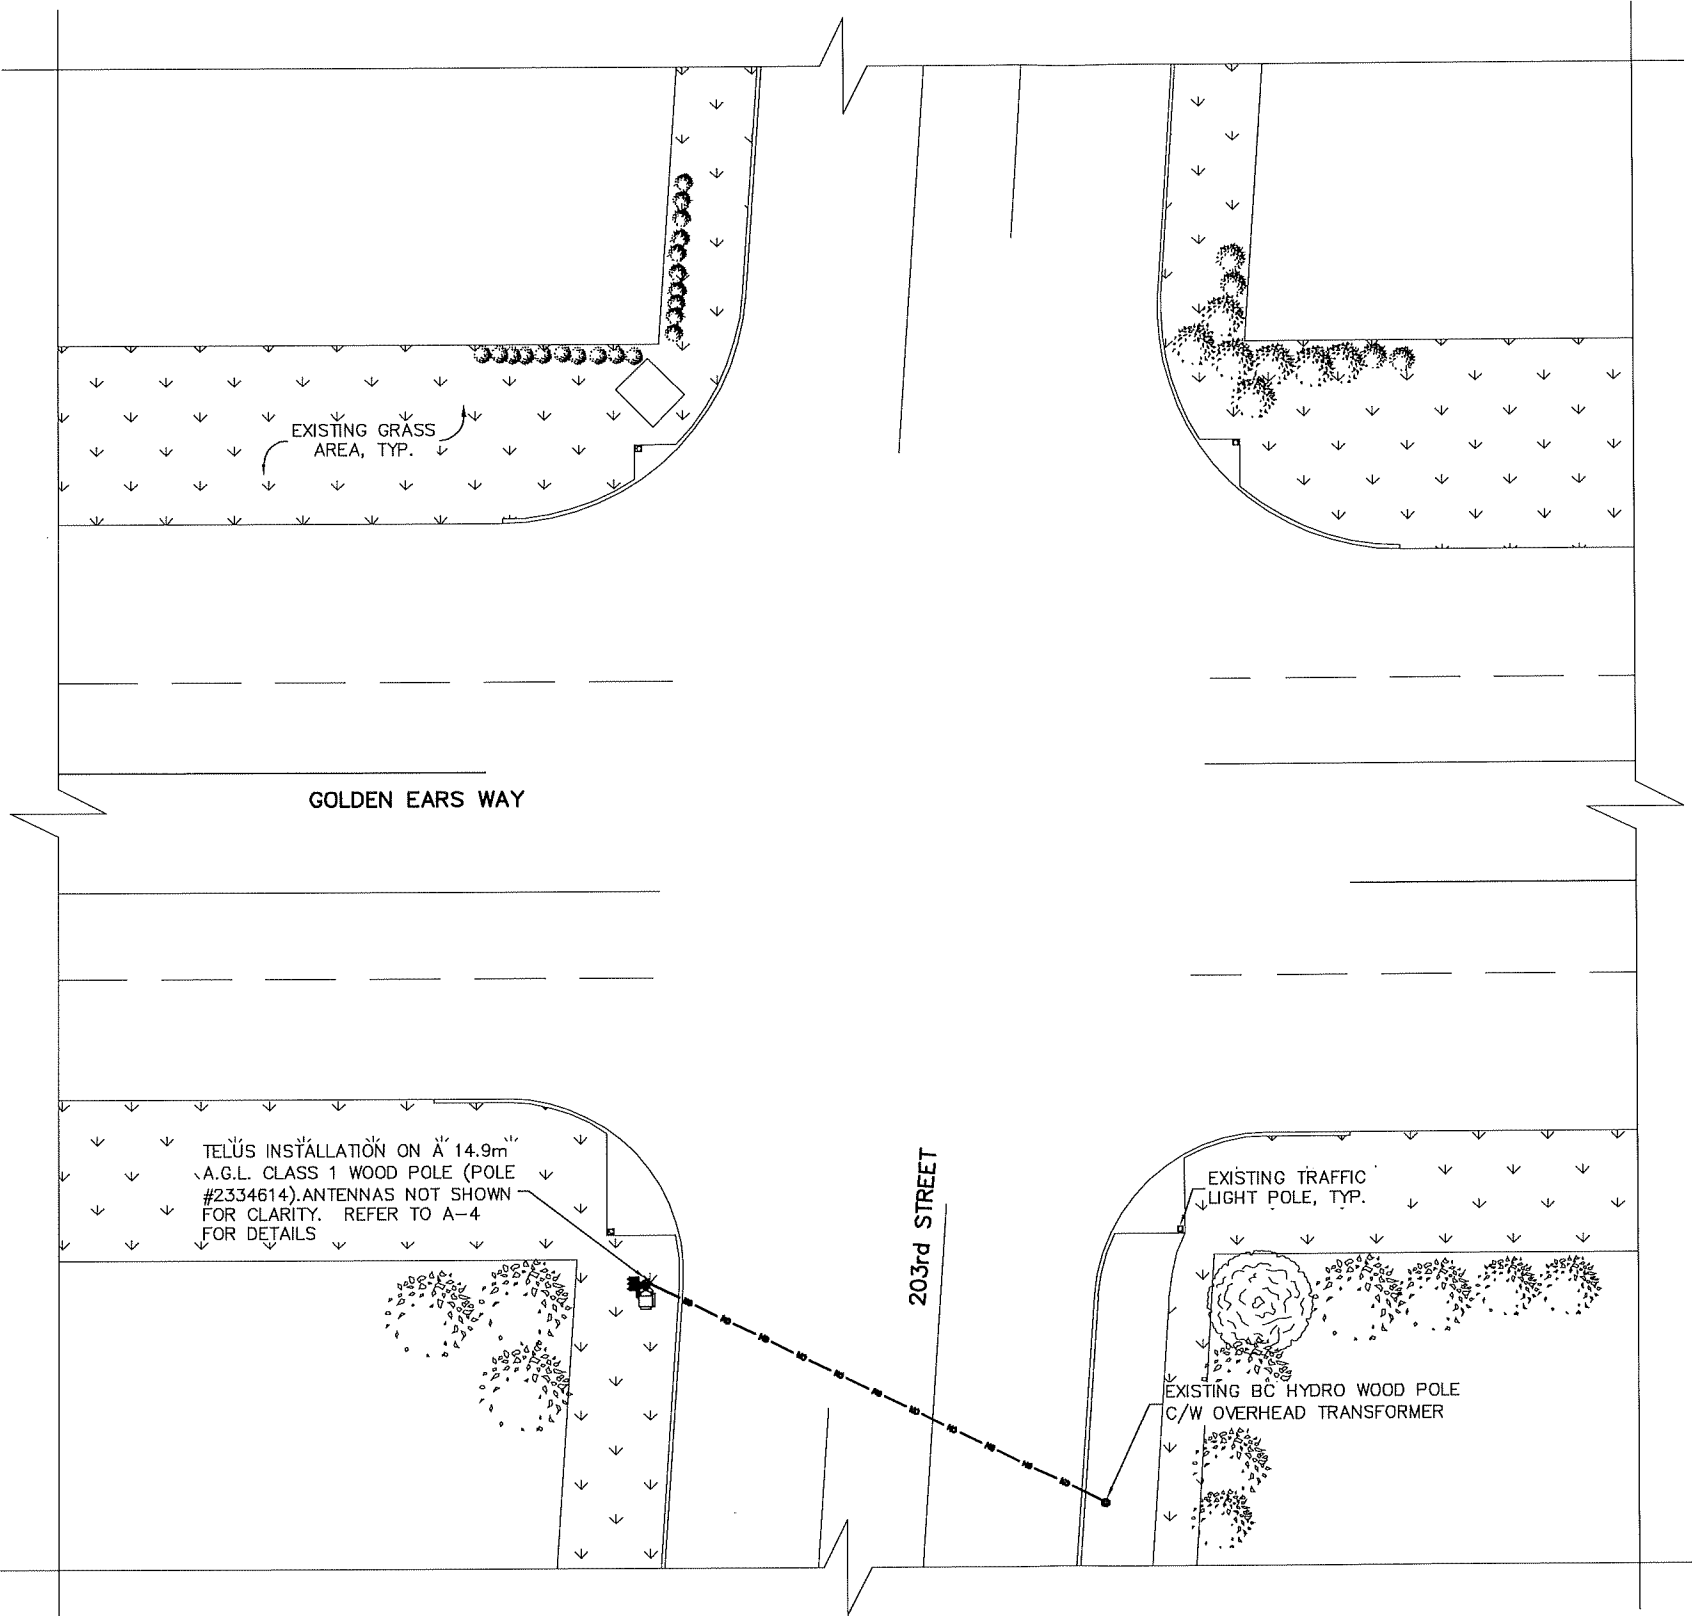 EXISTING GRASS
AREA, TYP.
GOLDEN EARS WAY
TELUS INSTALLATION ON A 14.9m
A.G.L. CLASS 1 WOOD POLE (POLE
#2334614).ANTENNAS NOT SHOWN
FOR CLARITY. REFER TO A-4
FOR DETAILS
203rd STREET
EXISTING TRAFFIC
LIGHT POLE, TYP.
EXISTING BC HYDRO WOOD POLE
C/W OVERHEAD TRANSFORMER